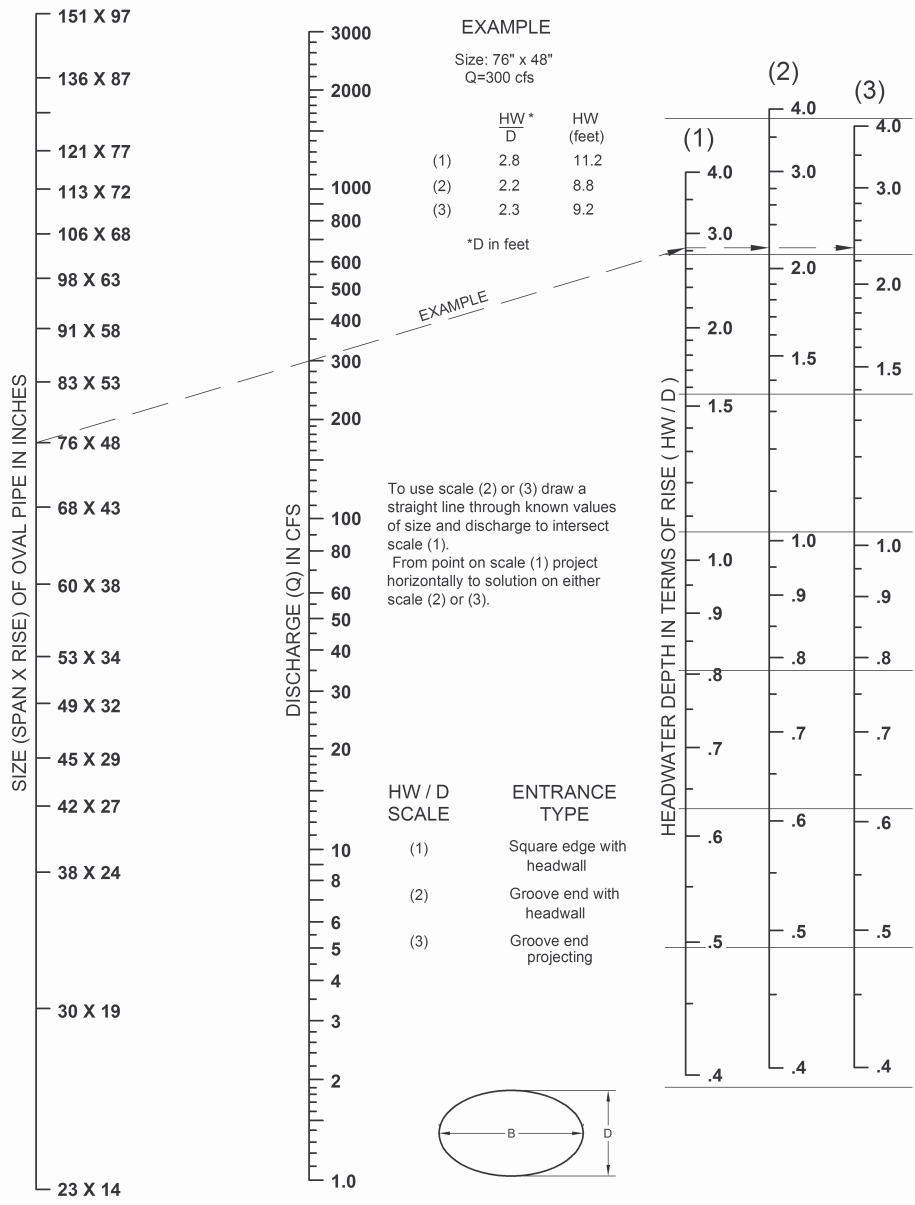 SIZE (SPAN X RISE) OF OVAL PIPE IN INCHES
151 X 97
136 X 87
121 X 77
113 X 72
106 X 68
98 X 63
91 X 58
83 X 53
76 X 48
68 X 43
60 X 38
53 X 34
49 X 32
45 X 29
42 X 27
38 X 24
30 X 19
23 X 14
DISCHARGE (Q) IN CFS
3000
2000
1000
800
600
500
400
300
200
100
80
60
50
40
30
20
10
8
6
5
4
3
2
1.0
EXAMPLE
Size: 76" x 48"
Q=300 cfs
HW * HW
D (feet)
(1) 2.8 11.2
(2) 2.2 8.8
(3) 2.3 9.2
*D in feet
EXAMPLE
To use scale (2) or (3) draw a
straight line through known values
of size and discharge to intersect
scale (1).
From point on scale (1) project
horizontally to solution on either
scale (2) or (3).
HW / D ENTRANCE
SCALE TYPE
(1) Square edge with
headwall
(2) Groove end with
headwall
(3) Groove end
projecting
B
D
HEADWATER DEPTH IN TERMS OF RISE ( HW / D )
(1)
4.0
3.0
2.0
1.5
1.0
.9
.8
.7
.6
.5
.4
(2)
4.0
3.0
2.0
1.5
1.0
.9
.8
.7
.6
.5
.4
(3)
4.0
3.0
2.0
1.5
1.0
.9
.8
.7
.6
.5
.4